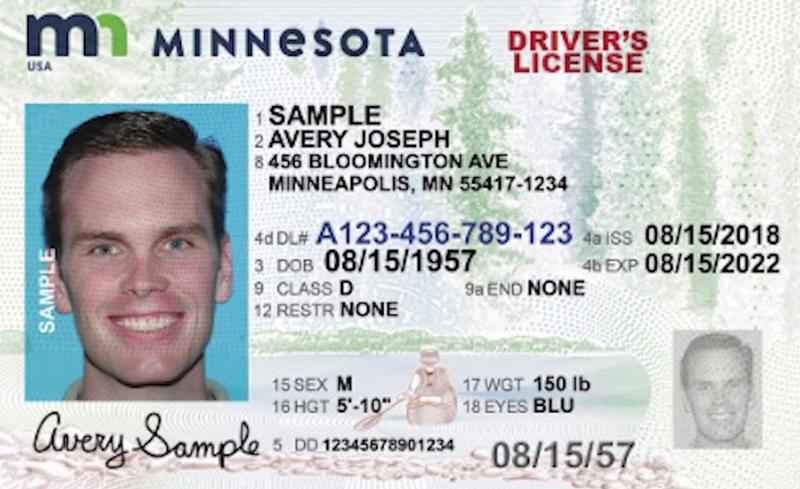 mn MINNESOTA
USA
DRIVER'S
LICENSE
1 SAMPLE
2 AVERY JOSEPH
8 456 BLOOMINGTON AVE
MINNEAPOLIS, MN 55417-1234
4d DL# A123-456-789-123 4a ISS 08/15/2018
3 DOB 08/15/1957 4b EXP 08/15/2022
9 CLASS D 9a END NONE
12 RESTR NONE
15 SEX M 17 WGT 150 lb
16 HGT 5'-10" 18 EYES BLU
5 DD 12345678901234 08/15/57
SAMPLE
Avery Sample